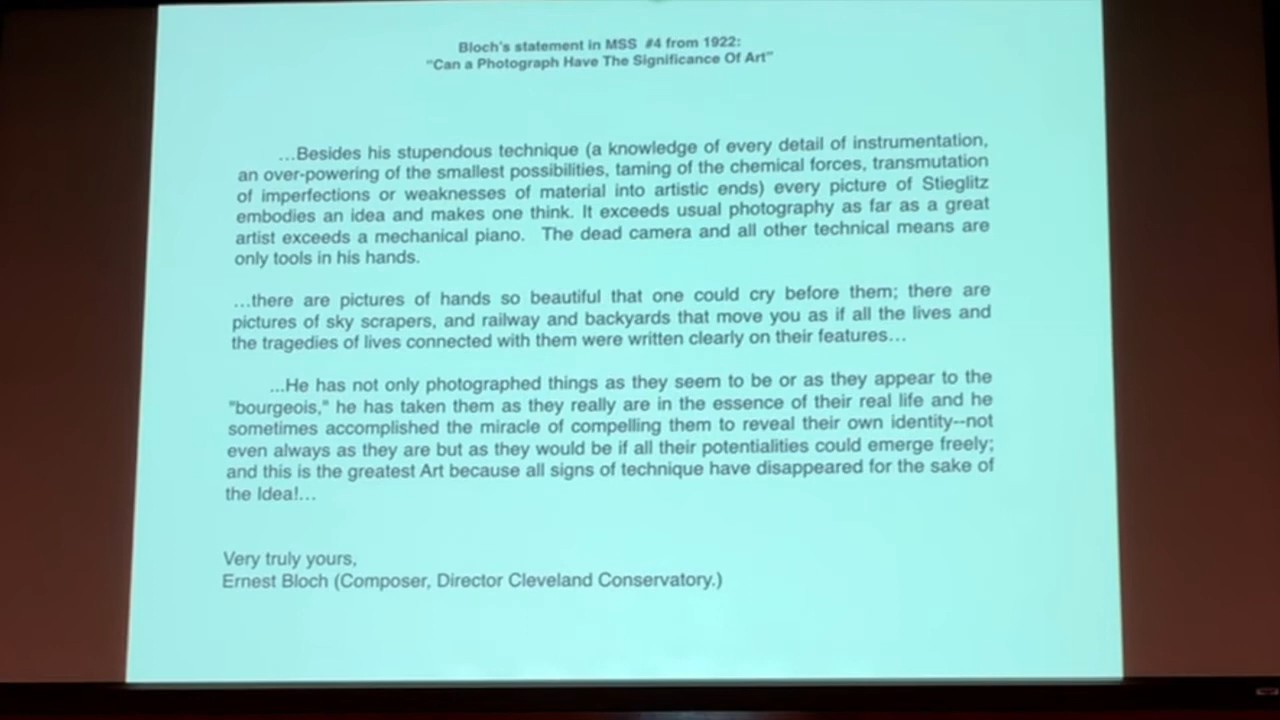 Bloch's statement in MSS #4 from 1922:
"Can a Photograph Have The Significance Of Art"
...Besides his stupendous technique (a knowledge of every detail of instrumentation,
an over-powering of the smallest possibilities, taming of the chemical forces, transmutation
of imperfections or weaknesses of material into artistic ends) every picture of Stieglitz
embodies an idea and makes one think. It exceeds usual photography as far as a great
artist exceeds a mechanical piano. The dead camera and all other technical means are
only tools in his hands.
...there are pictures of hands so beautiful that one could cry before them; there are
pictures of sky scrapers, and railway and backyards that move you as if all the lives and
the tragedies of lives connected with them were written clearly on their features...
...He has not only photographed things as they seem to be or as they appear to the
"bourgeois," he has taken them as they really are in the essence of their real life and he
sometimes accomplished the miracle of compelling them to reveal their own identity--not
even always as they are but as they would be if all their potentialities could emerge freely;
and this is the greatest Art because all signs of technique have disappeared for the sake of
the Idea!...
Very truly yours,
Ernest Bloch (Composer, Director Cleveland Conservatory.)